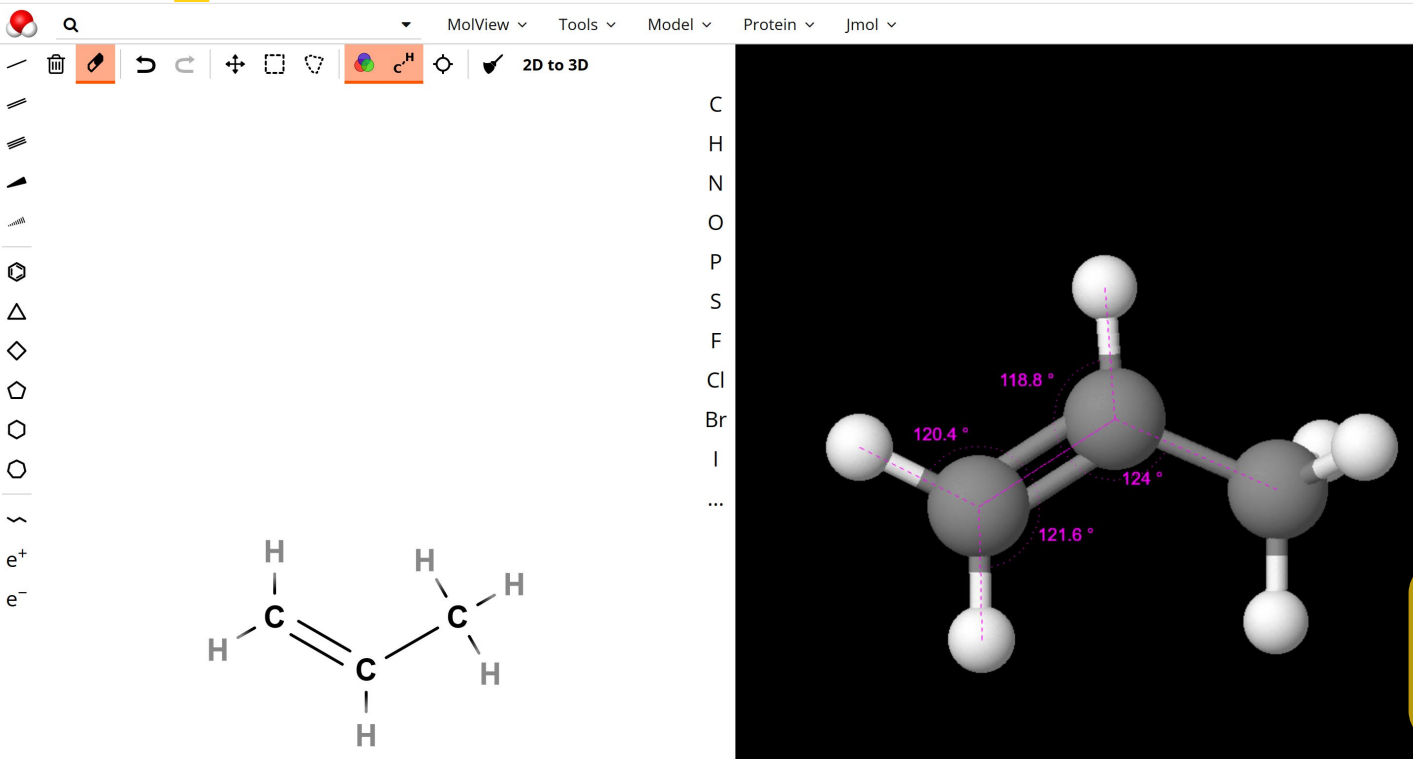 MolView Tools Model Protein Jmol
C H 2D to 3D
C
H
N
O
P
S
F
Cl
Br
I
...
e+
e−
H
H
H
C
C
H
C
H
H
118.8 °
120.4 °
124 °
121.6 °